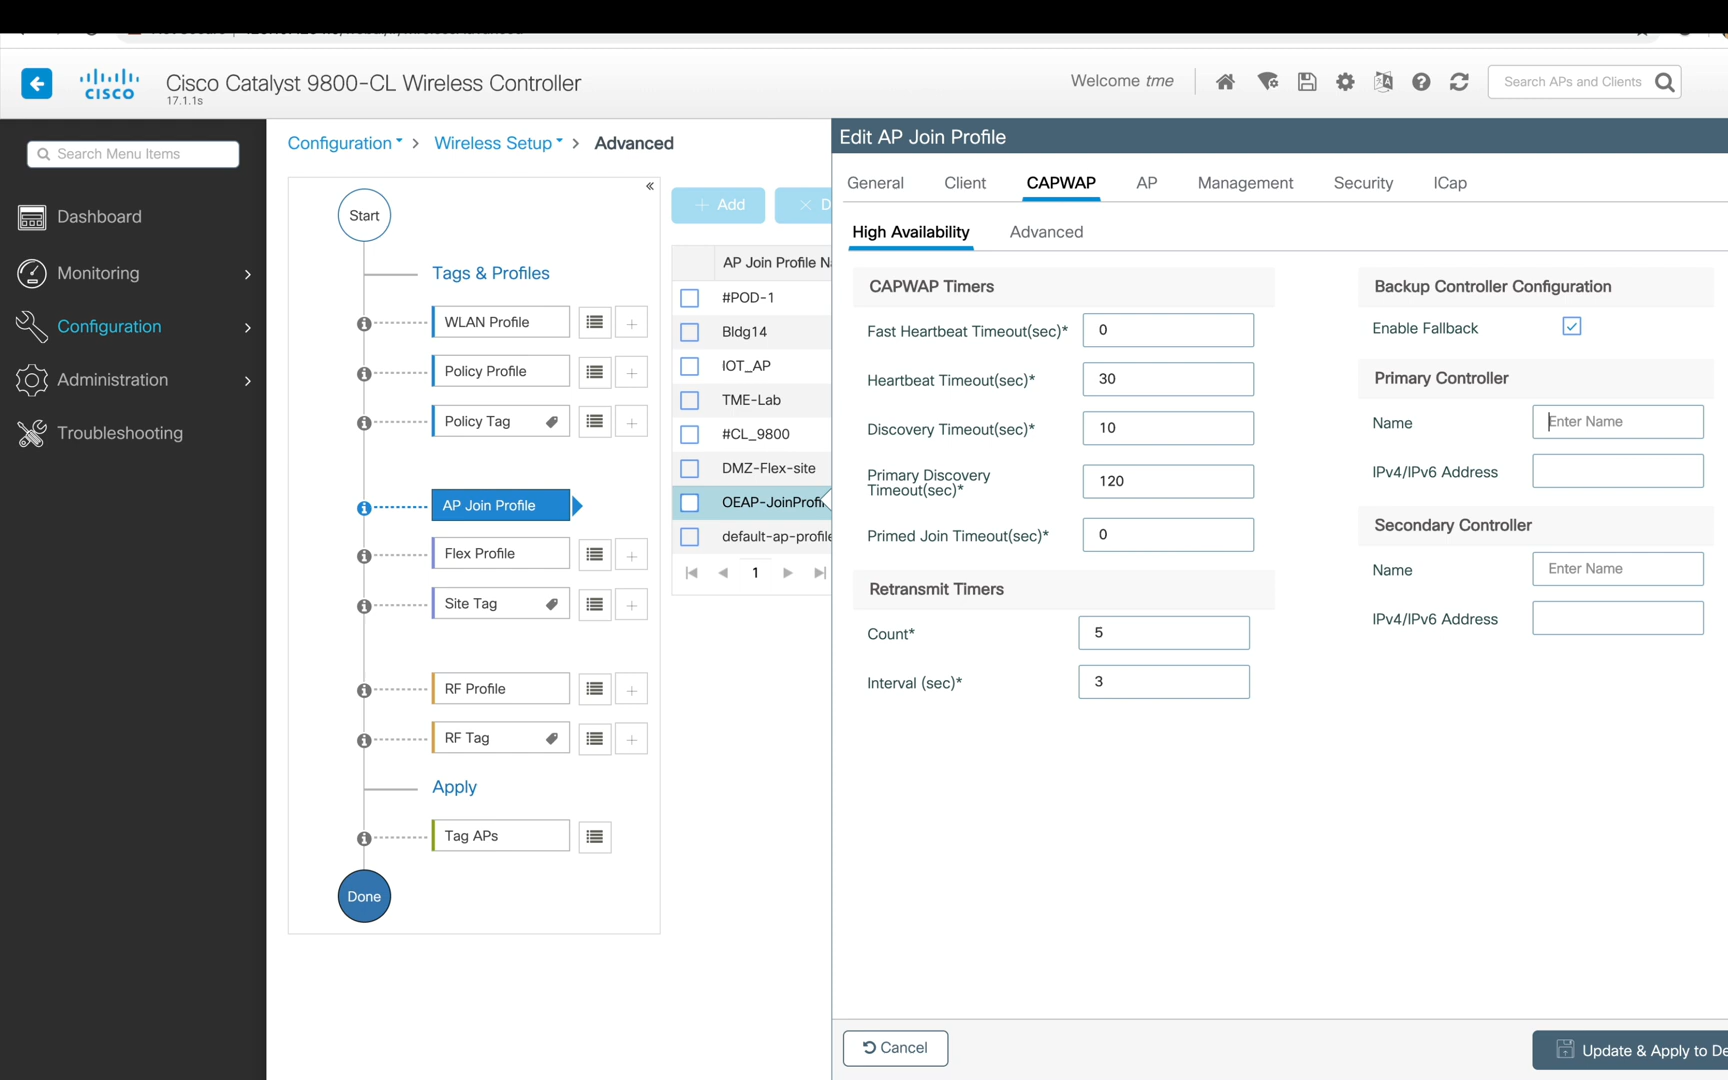 Cisco Catalyst 9800-CL Wireless Controller
17.1.1s
CISCO
Welcome tme
Search APs and Clients
Search Menu Items
Dashboard
Monitoring
Configuration
Administration
Troubleshooting
Configuration > Wireless Setup > Advanced
«
Start
Tags & Profiles
WLAN Profile
Policy Profile
Policy Tag
AP Join Profile
Flex Profile
Site Tag
RF Profile
RF Tag
Apply
Tag APs
Done
+ Add
× D
AP Join Profile N
#POD-1
Bldg14
IOT_AP
TME-Lab
#CL_9800
DMZ-Flex-site
OEAP-JoinProfil
default-ap-profile
1
Edit AP Join Profile
General
Client
CAPWAP
AP
Management
Security
ICap
High Availability
Advanced
CAPWAP Timers
Fast Heartbeat Timeout(sec)* 0
Heartbeat Timeout(sec)* 30
Discovery Timeout(sec)* 10
Primary Discovery
Timeout(sec)* 120
Primed Join Timeout(sec)* 0
Retransmit Timers
Count* 5
Interval (sec)* 3
Backup Controller Configuration
Enable Fallback
Primary Controller
Name Enter Name
IPv4/IPv6 Address
Secondary Controller
Name Enter Name
IPv4/IPv6 Address
Cancel
Update & Apply to De